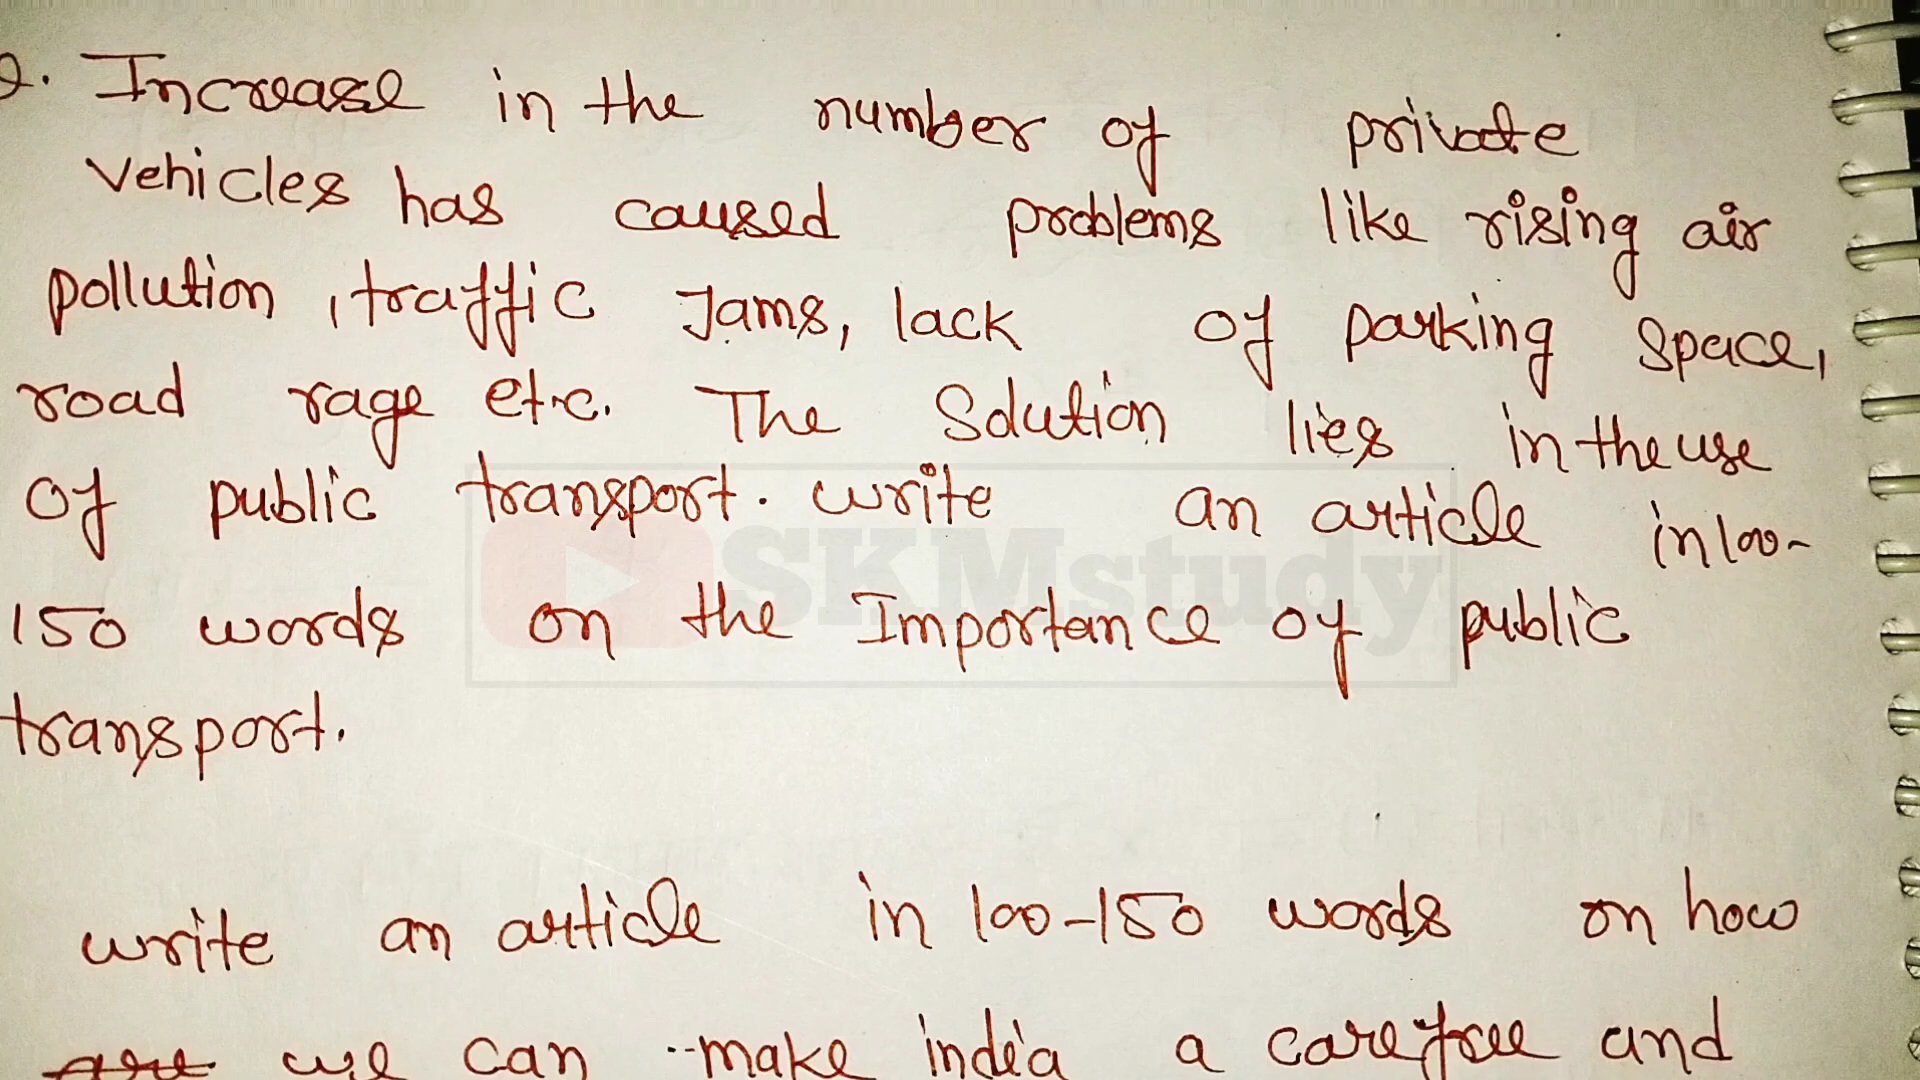 Q. Increase in the number of private
vehicles has caused problems like rising air
pollution, traffic Jams, lack of parking space,
road rage etc. The Solution lies in the use
of public transport. write an article in 100-
150 words on the Importance of public
transport.
SKMstudy
write an article in 100-150 words on how
are we can make india a carefree and